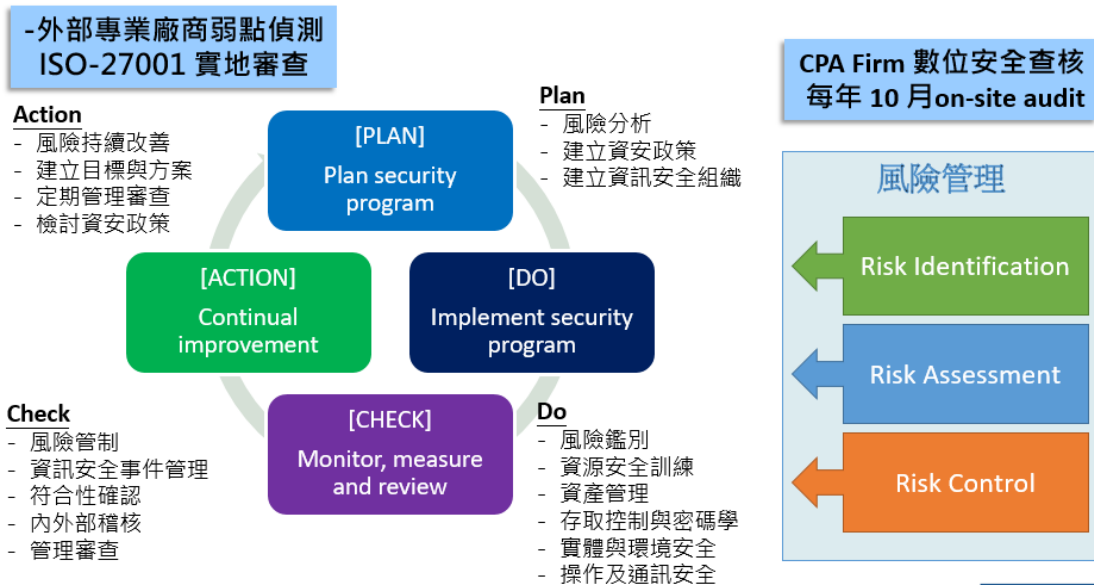 -外部專業廠商弱點偵測
ISO-27001 實地審查
CPA Firm 數位安全查核
每年 10 月on-site audit
Action
- 風險持續改善
- 建立目標與方案
- 定期管理審查
- 檢討資安政策
[PLAN]
Plan security
program
Plan
- 風險分析
- 建立資安政策
- 建立資訊安全組織
[ACTION]
Continual
improvement
[DO]
Implement security
program
Check
- 風險管制
- 資訊安全事件管理
- 符合性確認
- 內外部稽核
- 管理審查
[CHECK]
Monitor, measure
and review
Do
- 風險鑑別
- 資源安全訓練
- 資產管理
- 存取控制與密碼學
- 實體與環境安全
- 操作及通訊安全
風險管理
Risk Identification
Risk Assessment
Risk Control